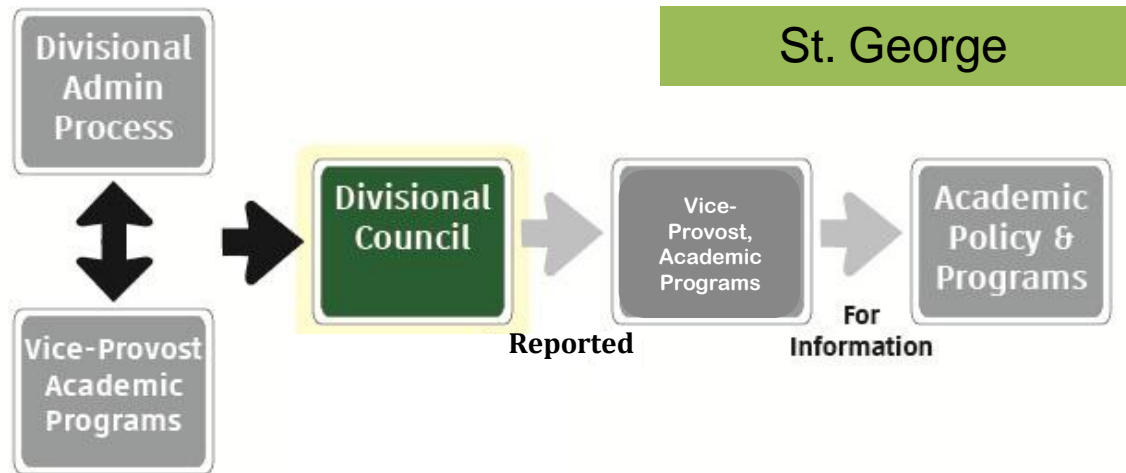 St. George
Divisional
Admin
Process
Divisional
Council
Vice-
Provost,
Academic
Programs
Academic
Policy &
Programs
Reported
For
Information
Vice-Provost
Academic
Programs